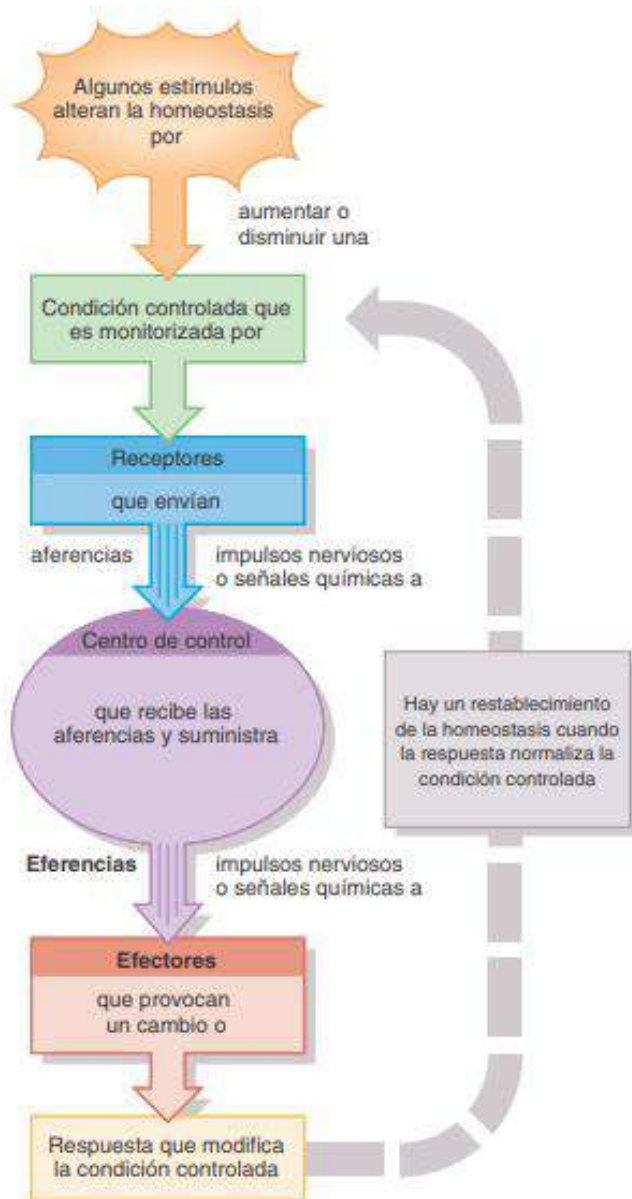 Algunos estímulos
alteran la homeostasis
por
aumentar o
disminuir una
Condición controlada que
es monitorizada por
Receptores
que envían
aferencias
impulsos nerviosos
o señales químicas a
Centro de control
que recibe las
aferencias y suministra
Hay un restablecimiento
de la homeostasis cuando
la respuesta normaliza la
condición controlada
Eferencias
impulsos nerviosos
o señales químicas a
Efectores
que provocan
un cambio o
Respuesta que modifica
la condición controlada